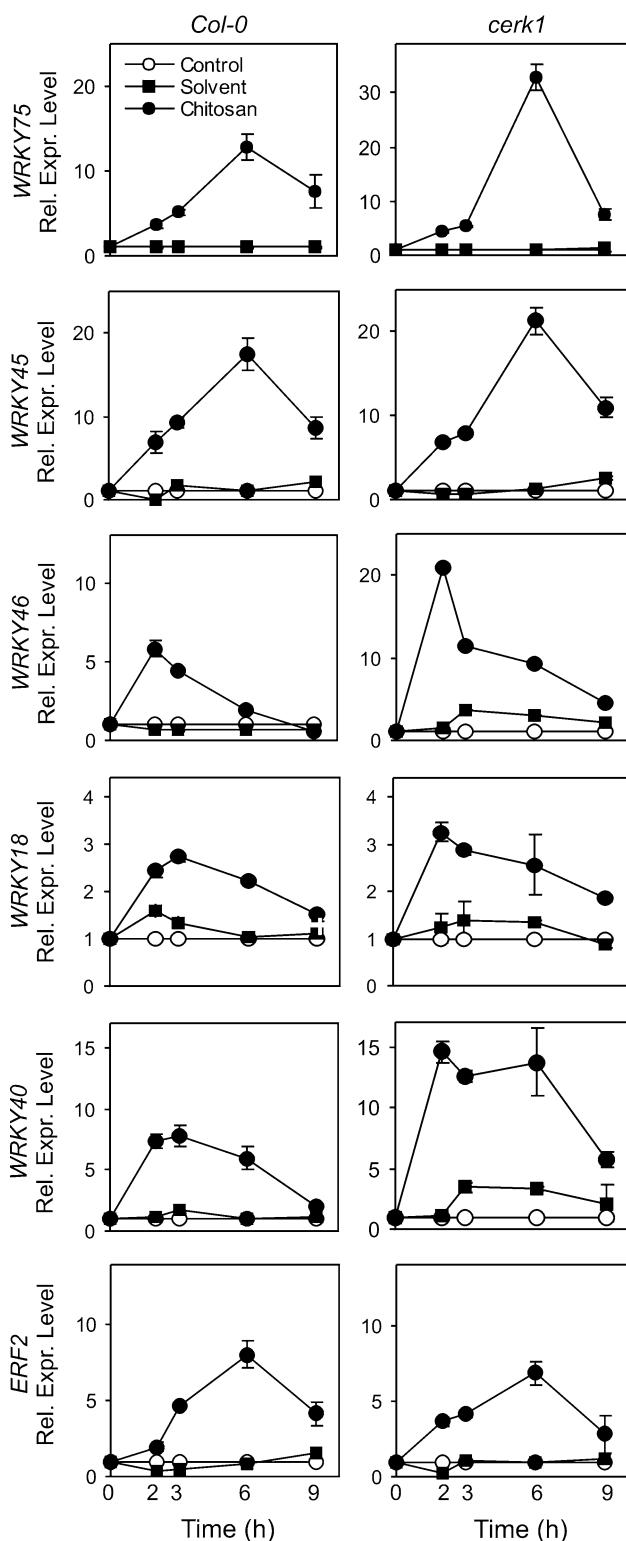 Col-0
cerk1
WRKY75
Rel. Expr. Level
Control
Solvent
Chitosan
20
10
0
30
20
10
0
WRKY45
Rel. Expr. Level
20
10
0
20
10
0
WRKY46
Rel. Expr. Level
10
5
0
20
10
0
WRKY18
Rel. Expr. Level
4
3
2
1
0
4
3
2
1
0
WRKY40
Rel. Expr. Level
15
10
5
0
15
10
5
0
ERF2
Rel. Expr. Level
10
5
0
10
5
0
0 2 3 6 9
0 2 3 6 9
Time (h)
Time (h)